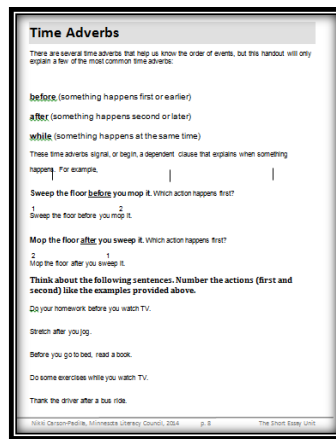 Time Adverbs
There are several time adverbs that help us know the order of events, but this handout will only
explain a few of the most common time adverbs:
before (something happens first or earlier)
after (something happens second or later)
while (something happens at the same time)
These time adverbs signal, or begin, a dependent clause that explains when something
happens. For example,
Sweep the floor before you mop it. Which action happens first?
1 2
Sweep the floor before you mop it.
Mop the floor after you sweep it. Which action happens first?
2 1
Mop the floor after you sweep it.
Think about the following sentences. Number the actions (first and
second) like the examples provided above.
Do your homework before you watch TV.
Stretch after you jog.
Before you go to bed, read a book.
Do some exercises while you watch TV.
Thank the driver after a bus ride.
Nikki Carson-Padilla, Minnesota Literacy Council, 2014 p. 8 The Short Essay Unit